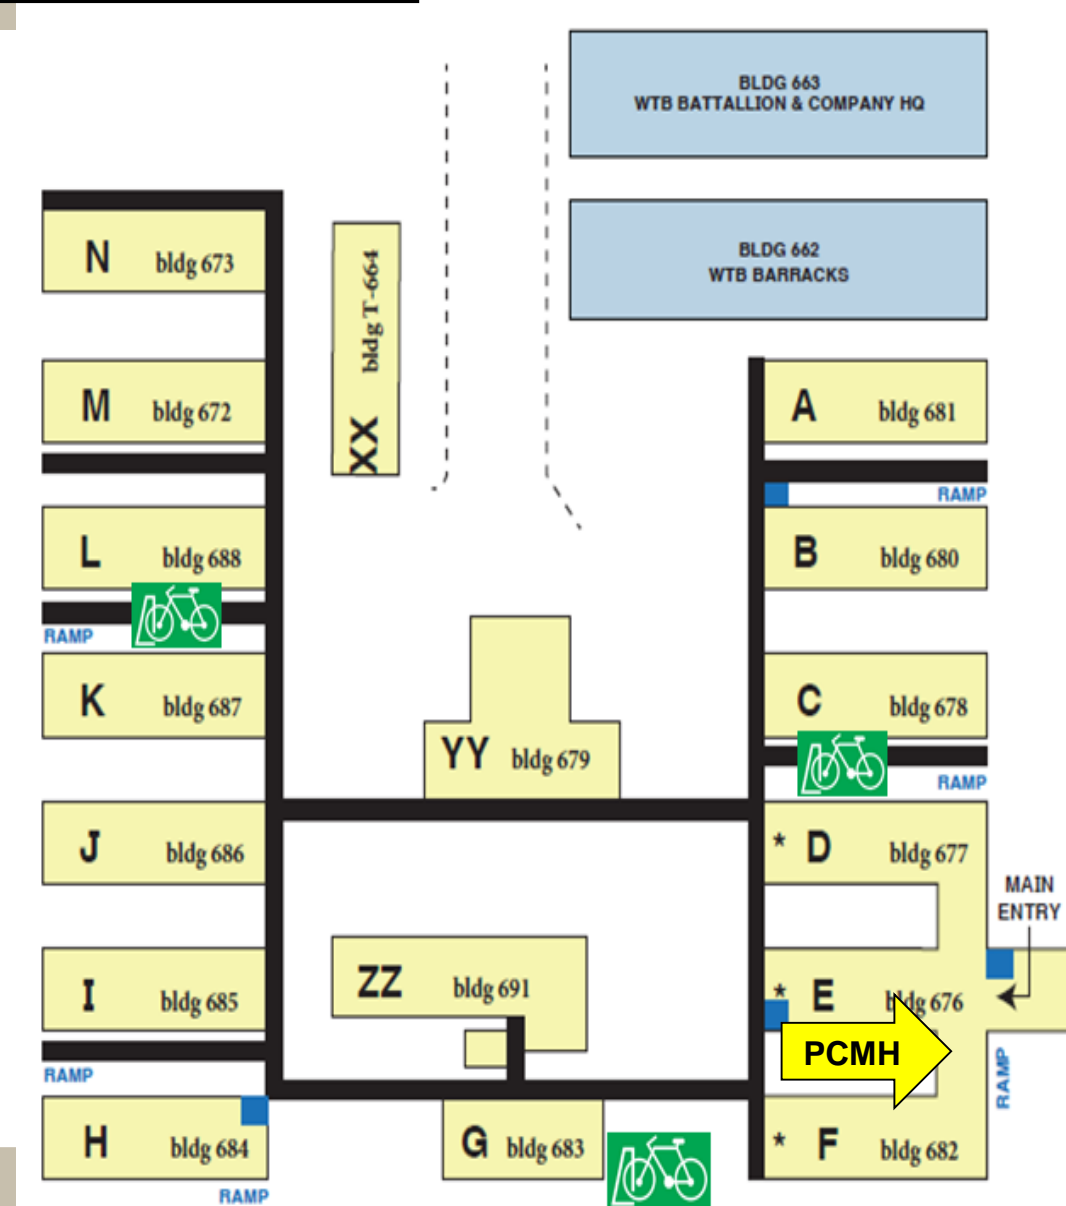 BLDG 663
WTB BATTALLION & COMPANY HQ
BLDG 662
WTB BARRACKS
N bldg 673
XX bldg T-664
M bldg 672
A bldg 681
RAMP
L bldg 688
B bldg 680
RAMP
K bldg 687
C bldg 678
YY bldg 679
RAMP
J bldg 686
* D bldg 677
MAIN
ENTRY
I bldg 685
ZZ bldg 691
* E bldg 676
PCMH
RAMP
RAMP
H bldg 684
G bldg 683
* F bldg 682
RAMP